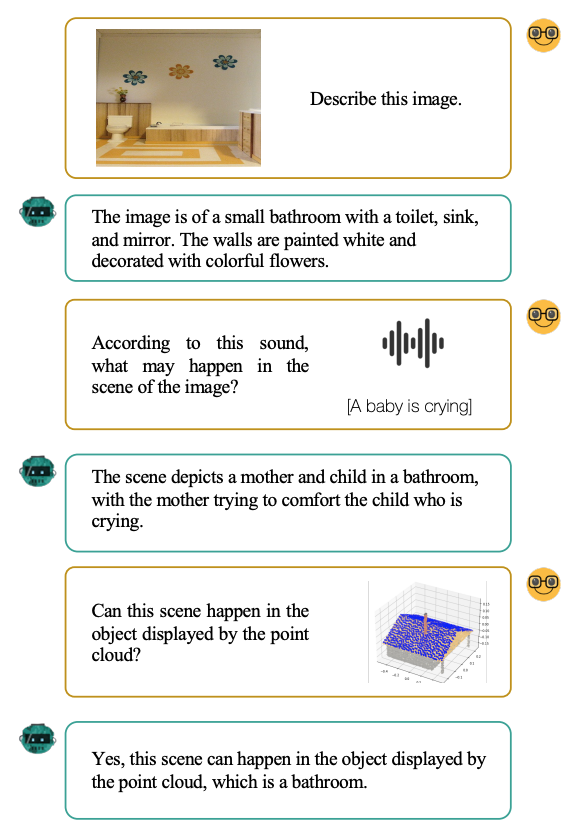 Describe this image.
The image is of a small bathroom with a toilet, sink,
and mirror. The walls are painted white and
decorated with colorful flowers.
According to this sound,
what may happen in the
scene of the image?
[A baby is crying]
The scene depicts a mother and child in a bathroom,
with the mother trying to comfort the child who is
crying.
Can this scene happen in the
object displayed by the point
cloud?
Yes, this scene can happen in the object displayed by
the point cloud, which is a bathroom.